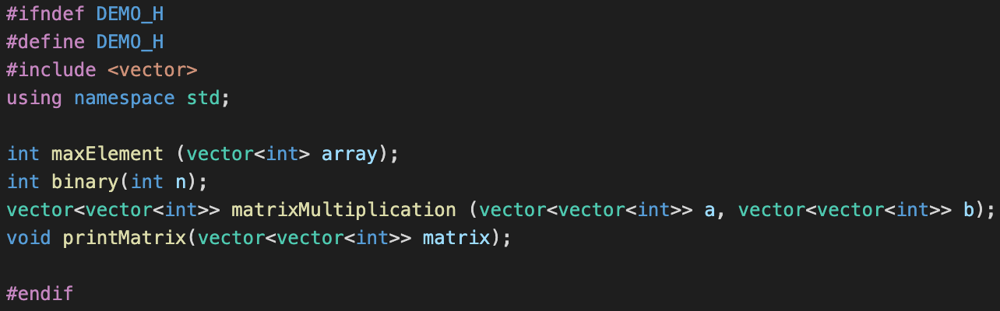 #ifndef DEMO_H
#define DEMO_H
#include <vector>
using namespace std;

int maxElement (vector<int> array);
int binary(int n);
vector<vector<int>> matrixMultiplication (vector<vector<int>> a, vector<vector<int>> b);
void printMatrix(vector<vector<int>> matrix);

#endif